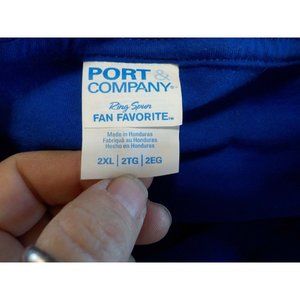 PORT &
COMPANY®
Ring Spun
FAN FAVORITE™
Made in Honduras
Fabriqué au Honduras
Hecho en Honduras
2XL | 2TG | 2EG